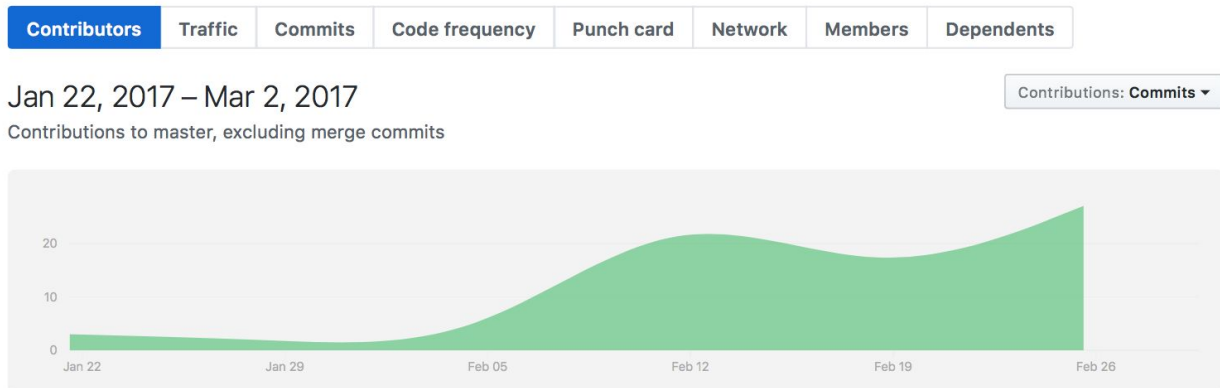 Contributors Traffic Commits Code frequency Punch card Network Members Dependents
Jan 22, 2017 – Mar 2, 2017
Contributions: Commits
Contributions to master, excluding merge commits
20
10
0
Jan 22 Jan 29 Feb 05 Feb 12 Feb 19 Feb 26